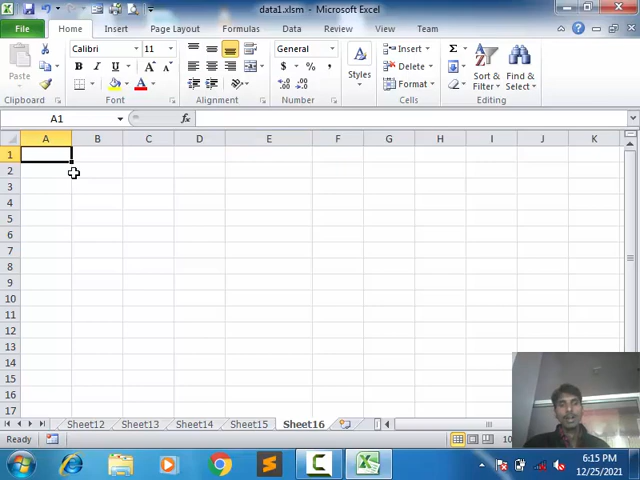 data1.xlsm - Microsoft Excel
File Home Insert Page Layout Formulas Data Review View Team
Paste Calibri 11 General Styles Insert Delete Format Sort & Filter Find & Select
Clipboard Font Alignment Number Cells Editing
A1 fx
A B C D E F G H I J K
1
2
3
4
5
6
7
8
9
10
11
12
13
14
15
16
17
Sheet12 Sheet13 Sheet14 Sheet15 Sheet16
Ready 10
6:15 PM
12/25/2021